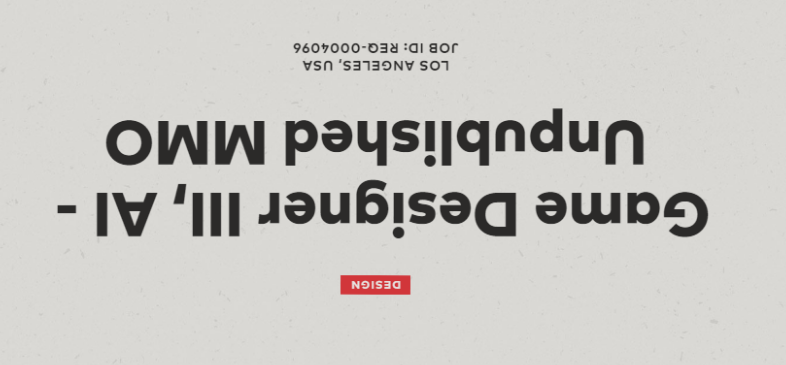 DESIGN
Game Designer III, AI -
Unpublished MMO
LOS ANGELES, USA
JOB ID: REQ-0004096